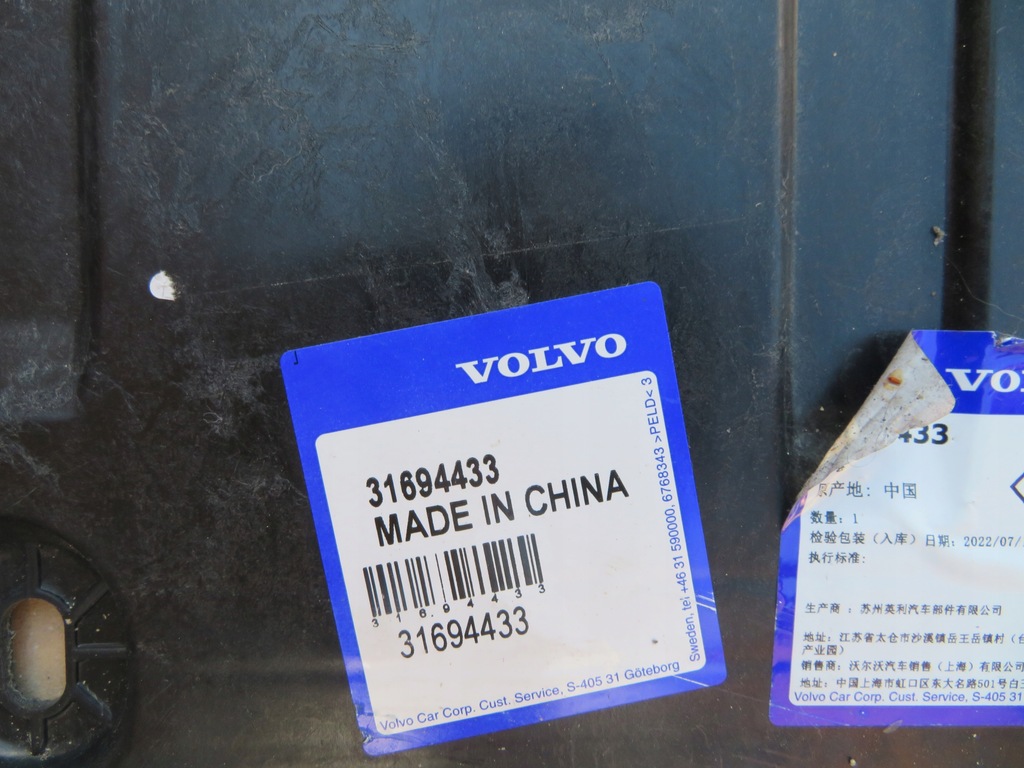 VOLVO
31694433
MADE IN CHINA
31694433
31694433
Volvo Car Corp. Cust. Service, S-405 31 Göteborg
Sweden, tel +46 31 590000, 6768343 >PELD< 3
VO
433
产地: 中国
数量: 1
检验包装 (入库) 日期: 2022/07/
执行标准:
生产商 : 苏州英利汽车部件有限公司
地址: 江苏省太仓市沙溪镇岳王岳镇村 (台
产业园)
销售商: 沃尔沃汽车销售 (上海) 有限公司
地址: 中国上海市虹口区东大名路501号白
Volvo Car Corp. Cust. Service, S-405 31